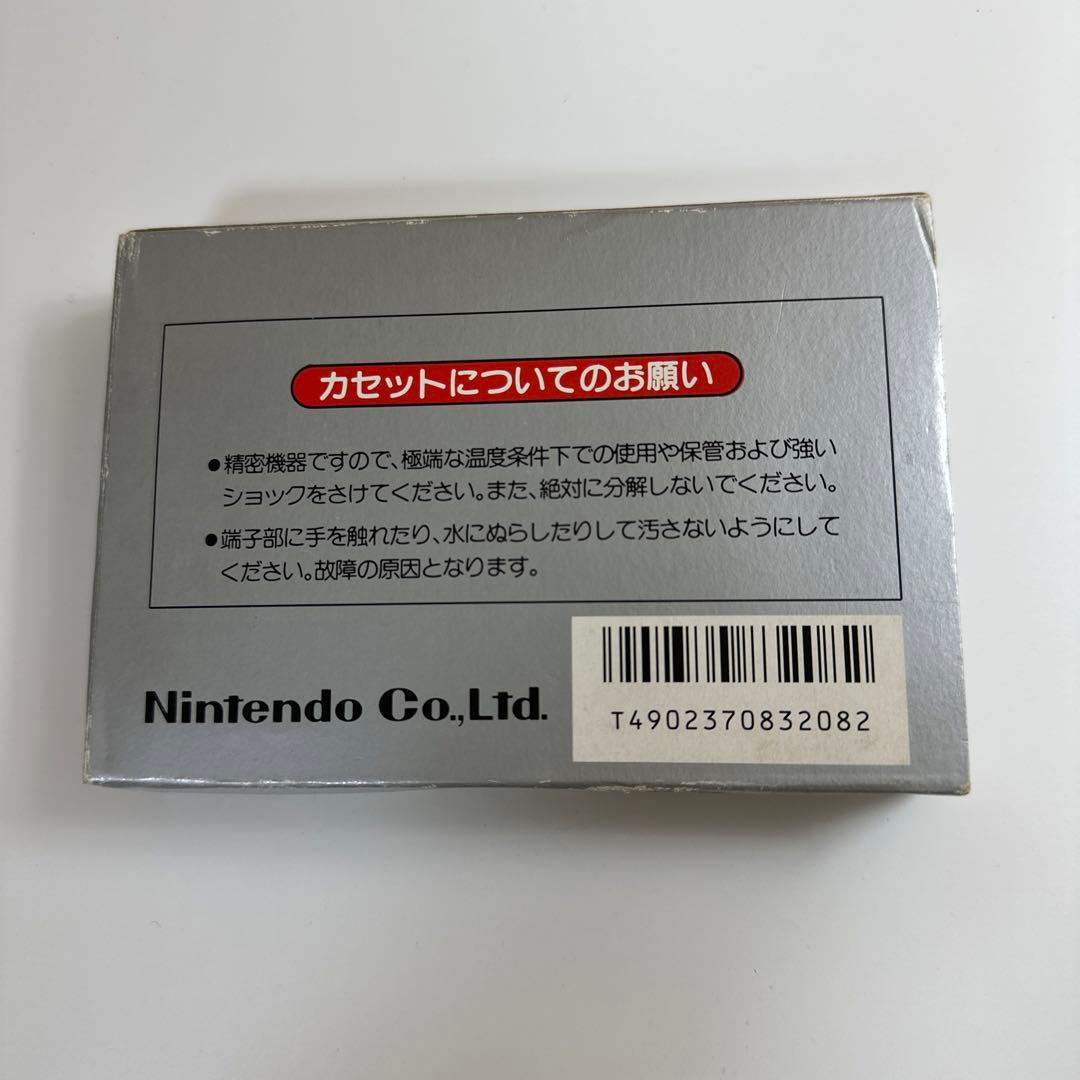 カセットについてのお願い
●精密機器ですので、極端な温度条件下での使用や保管および強い
ショックをさけてください。また、絶対に分解しないでください。
●端子部に手を触れたり、水にぬらしたりして汚さないようにして
ください。故障の原因となります。
Nintendo Co.,Ltd.
T4902370832082